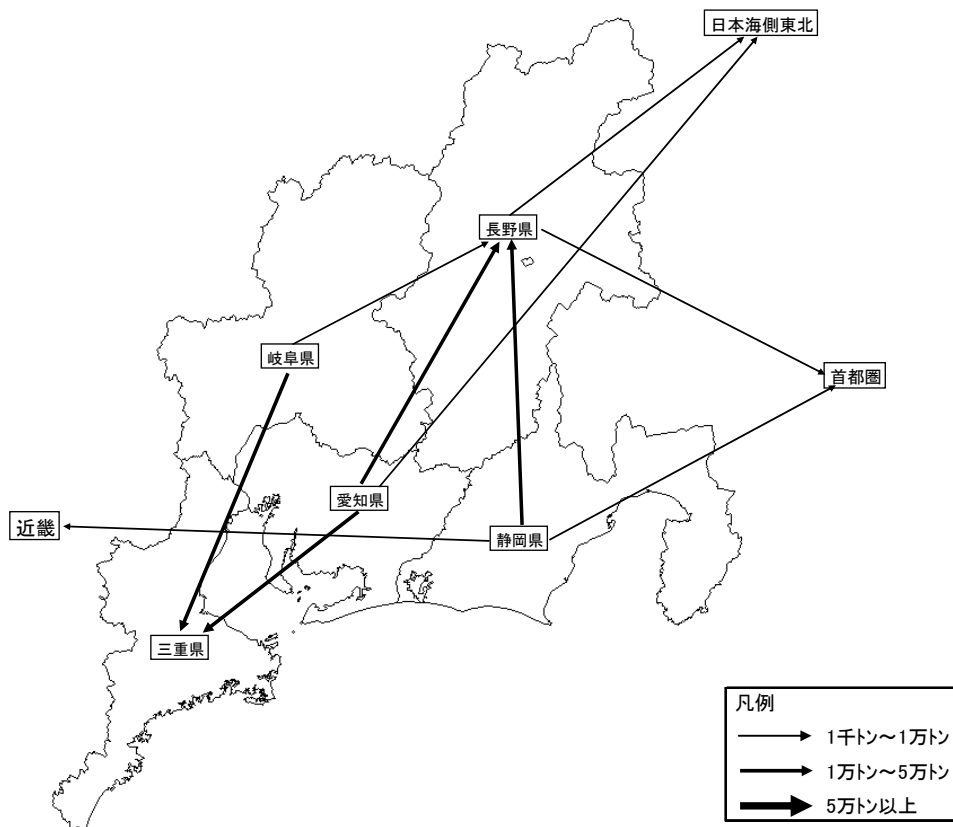 日本海側東北
長野県
岐阜県
首都圏
愛知県
近畿
静岡県
三重県
凡例
1千トン～1万トン
1万トン～5万トン
5万トン以上